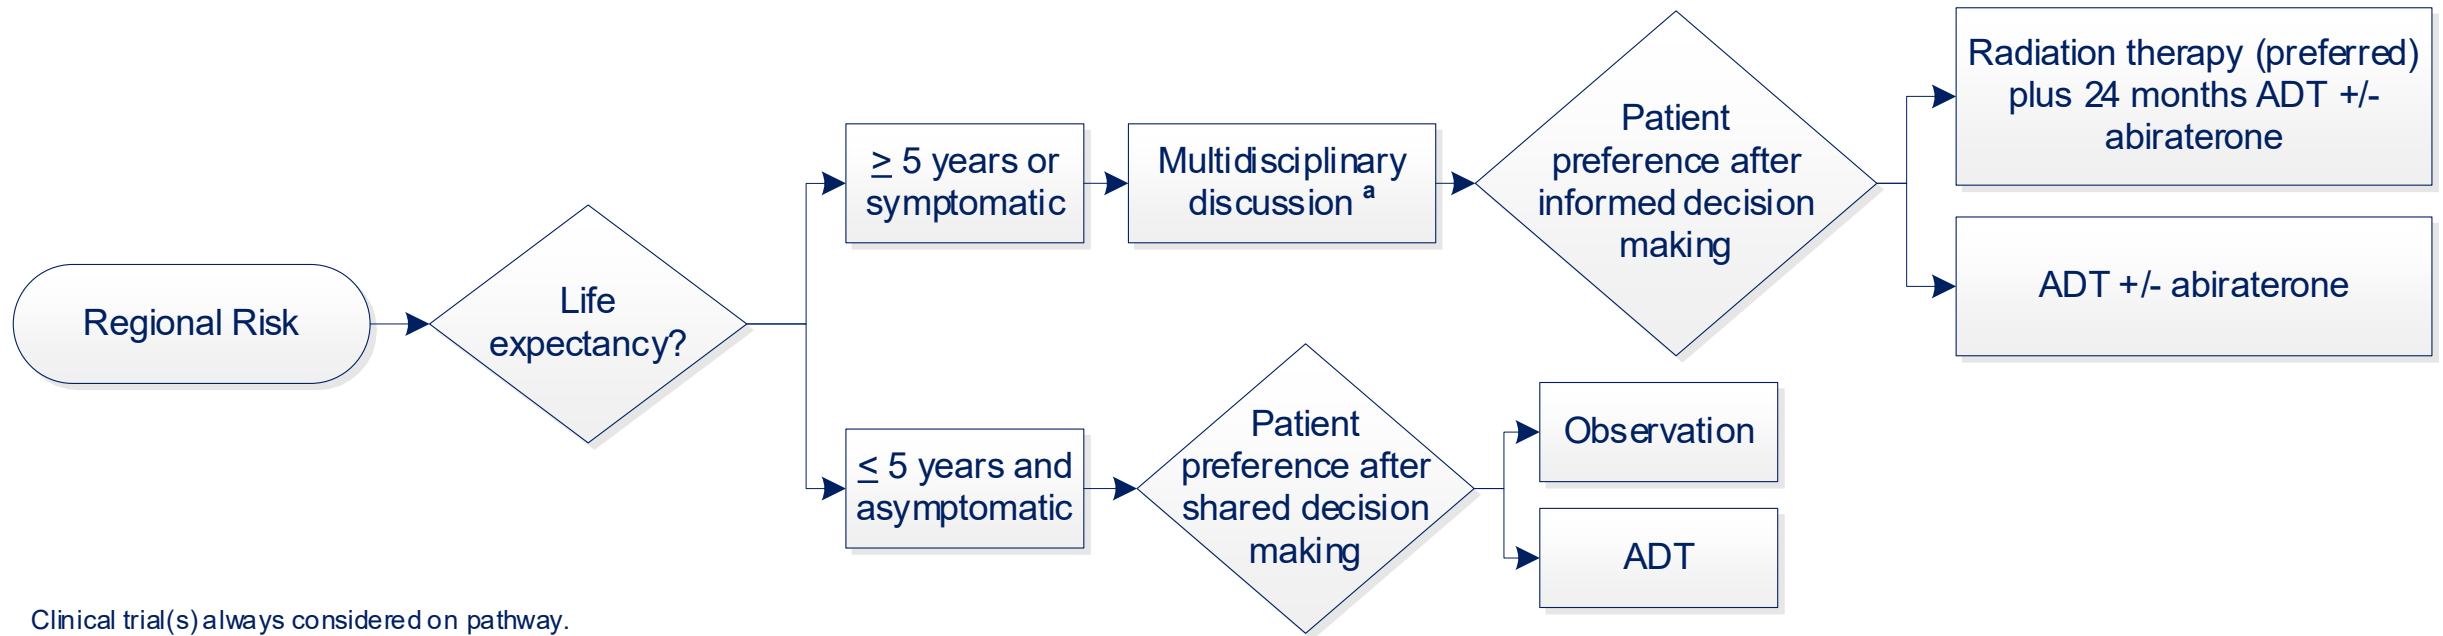 Regional Risk
Life
expectancy?
≥ 5 years or
symptomatic
Multidisciplinary
discussion ᵃ
Patient
preference after
informed decision
making
Radiation therapy (preferred)
plus 24 months ADT +/-
abiraterone
ADT +/- abiraterone
≤ 5 years and
asymptomatic
Patient
preference after
shared decision
making
Observation
ADT
Clinical trial(s) always considered on pathway.